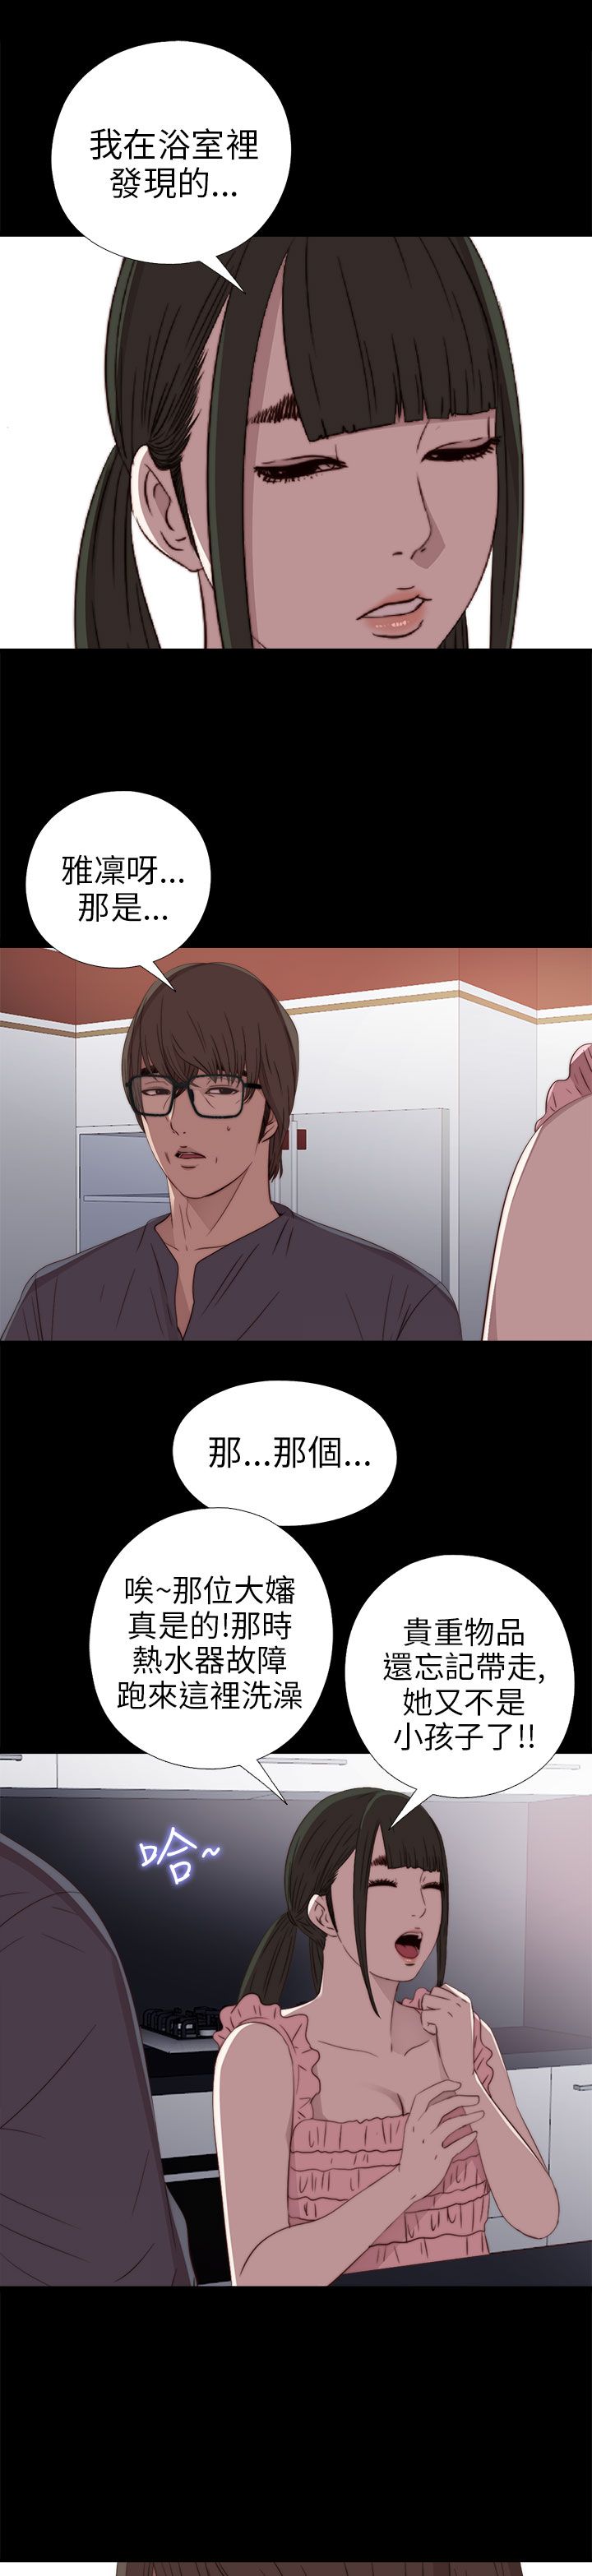 我在浴室裡
發現的...
雅凜呀...
那是...
那...那個...
唉~那位大嬸
真是的!那時
熱水器故障
跑來這裡洗澡
貴重物品
還忘記帶走,
她又不是
小孩子了!!
哈~